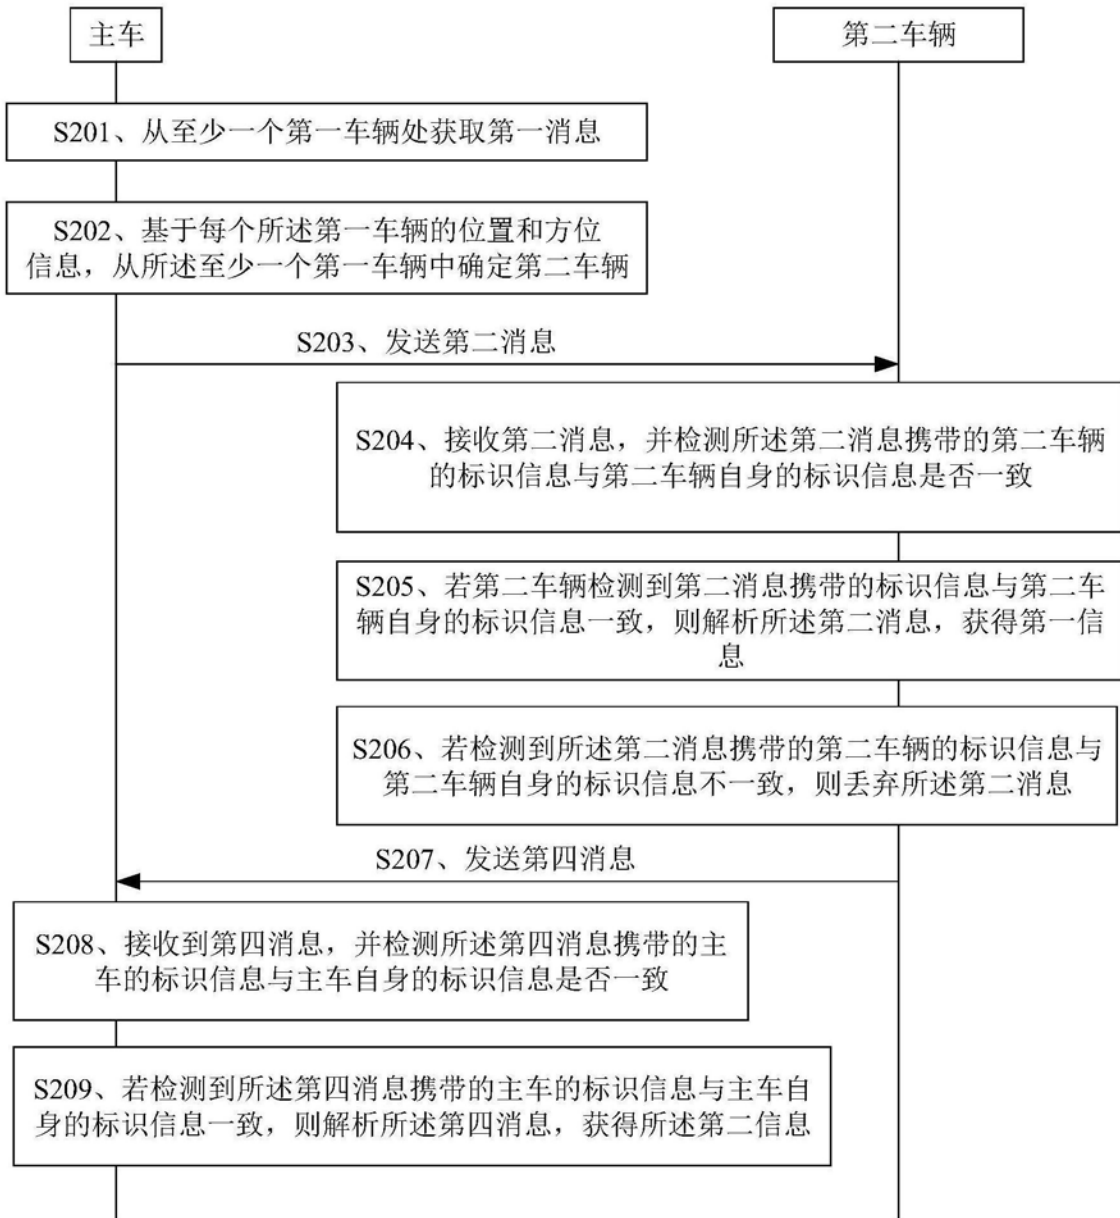 主车
第二车辆
S201、从至少一个第一车辆处获取第一消息
S202、基于每个所述第一车辆的位置和方位
信息，从所述至少一个第一车辆中确定第二车辆
S203、发送第二消息
S204、接收第二消息，并检测所述第二消息携带的第二车辆
的标识信息与第二车辆自身的标识信息是否一致
S205、若第二车辆检测到第二消息携带的标识信息与第二车
辆自身的标识信息一致，则解析所述第二消息，获得第一信
息
S206、若检测到所述第二消息携带的第二车辆的标识信息与
第二车辆自身的标识信息不一致，则丢弃所述第二消息
S207、发送第四消息
S208、接收到第四消息，并检测所述第四消息携带的主
车的标识信息与主车自身的标识信息是否一致
S209、若检测到所述第四消息携带的主车的标识信息与主车自
身的标识信息一致，则解析所述第四消息，获得所述第二信息